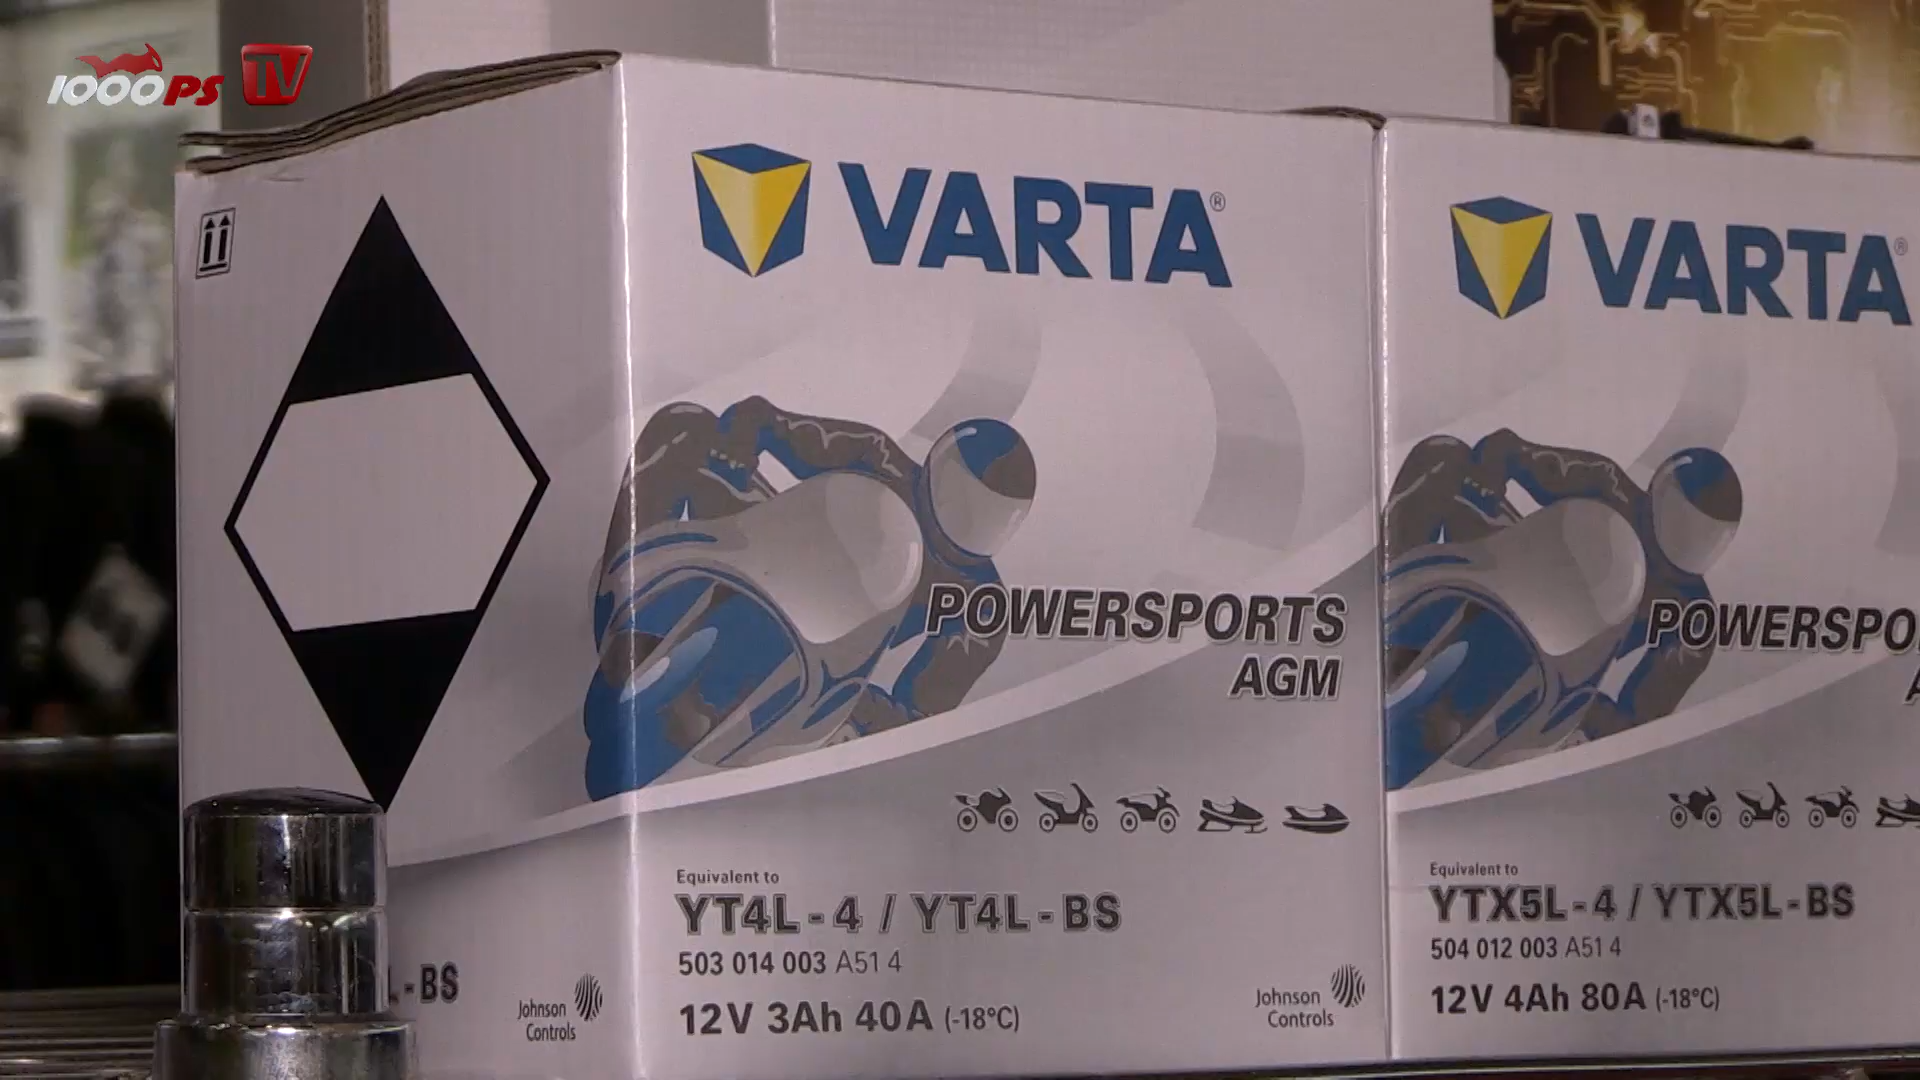 1000PS TV
VARTA®
POWERSPORTS
AGM
Equivalent to
YT4L-4 / YT4L-BS
503 014 003 A51 4
12V 3Ah 40A (-18°C)
Johnson
Controls
L-BS
Johnson
Controls
VARTA®
POWERSPO
Equivalent to
YTX5L-4 / YTX5L-BS
504 012 003 A51 4
12V 4Ah 80A (-18°C)